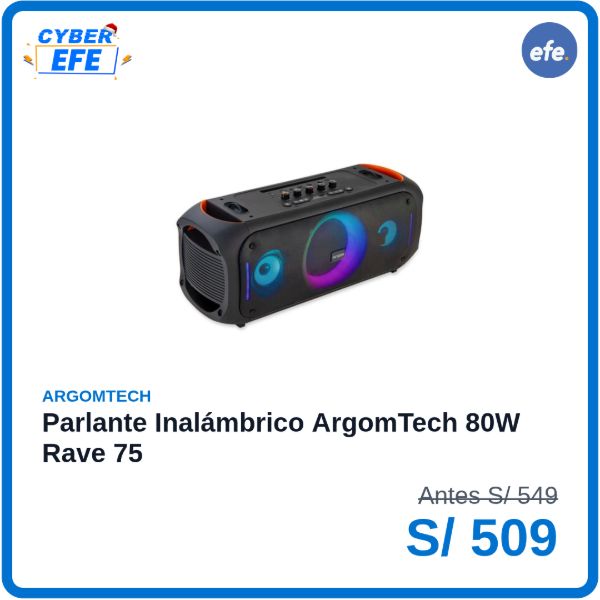 CYBER
EFE
efe.
ARGOMTECH
Parlante Inalámbrico ArgomTech 80W
Rave 75
Antes S/ 549
S/ 509